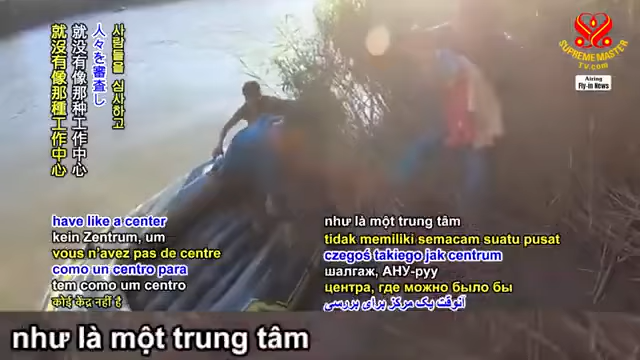 사람들을 심사하고
人々を審査し
就没有像那种工作中心
就沒有像那種工作中心
SUPREME MASTER
TV.com
Airing
Fly-in News
have like a center
kein Zentrum, um
vous n'avez pas de centre
como un centro para
tem como um centro
कोई केंद्र नहीं है
như là một trung tâm
tidak memiliki semacam suatu pusat
czegoś takiego jak centrum
шалгаж, АНУ-руу
центра, где можно было бы
آنوقت یک مرکز برای بررسی
như là một trung tâm